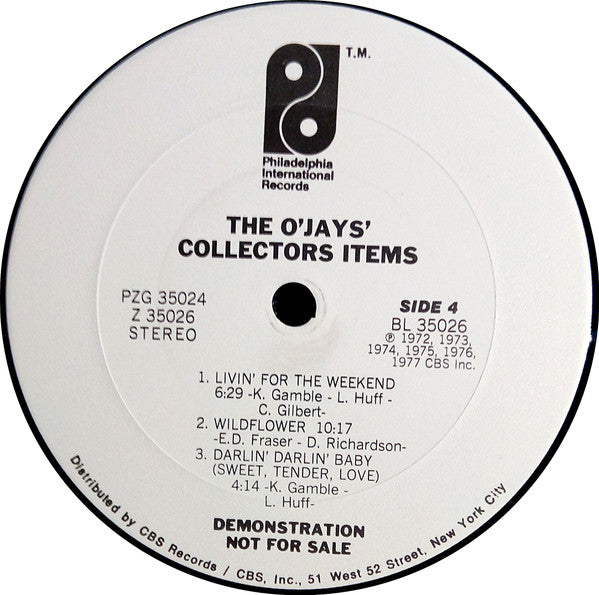 T.M.
Philadelphia
International
Records
THE O'JAYS'
COLLECTORS ITEMS
PZG 35024
Z 35026
STEREO
SIDE 4
BL 35026
℗ 1972, 1973,
1974, 1975, 1976,
1977 CBS Inc.
1. LIVIN' FOR THE WEEKEND
6:29 -K. Gamble - L. Huff -
C. Gilbert-
2. WILDFLOWER 10:17
-E.D. Fraser - D. Richardson-
3. DARLIN' DARLIN' BABY
(SWEET, TENDER, LOVE)
4:14 -K. Gamble -
L. Huff-
DEMONSTRATION
NOT FOR SALE
Distributed by CBS Records / CBS, Inc., 51 West 52 Street, New York City